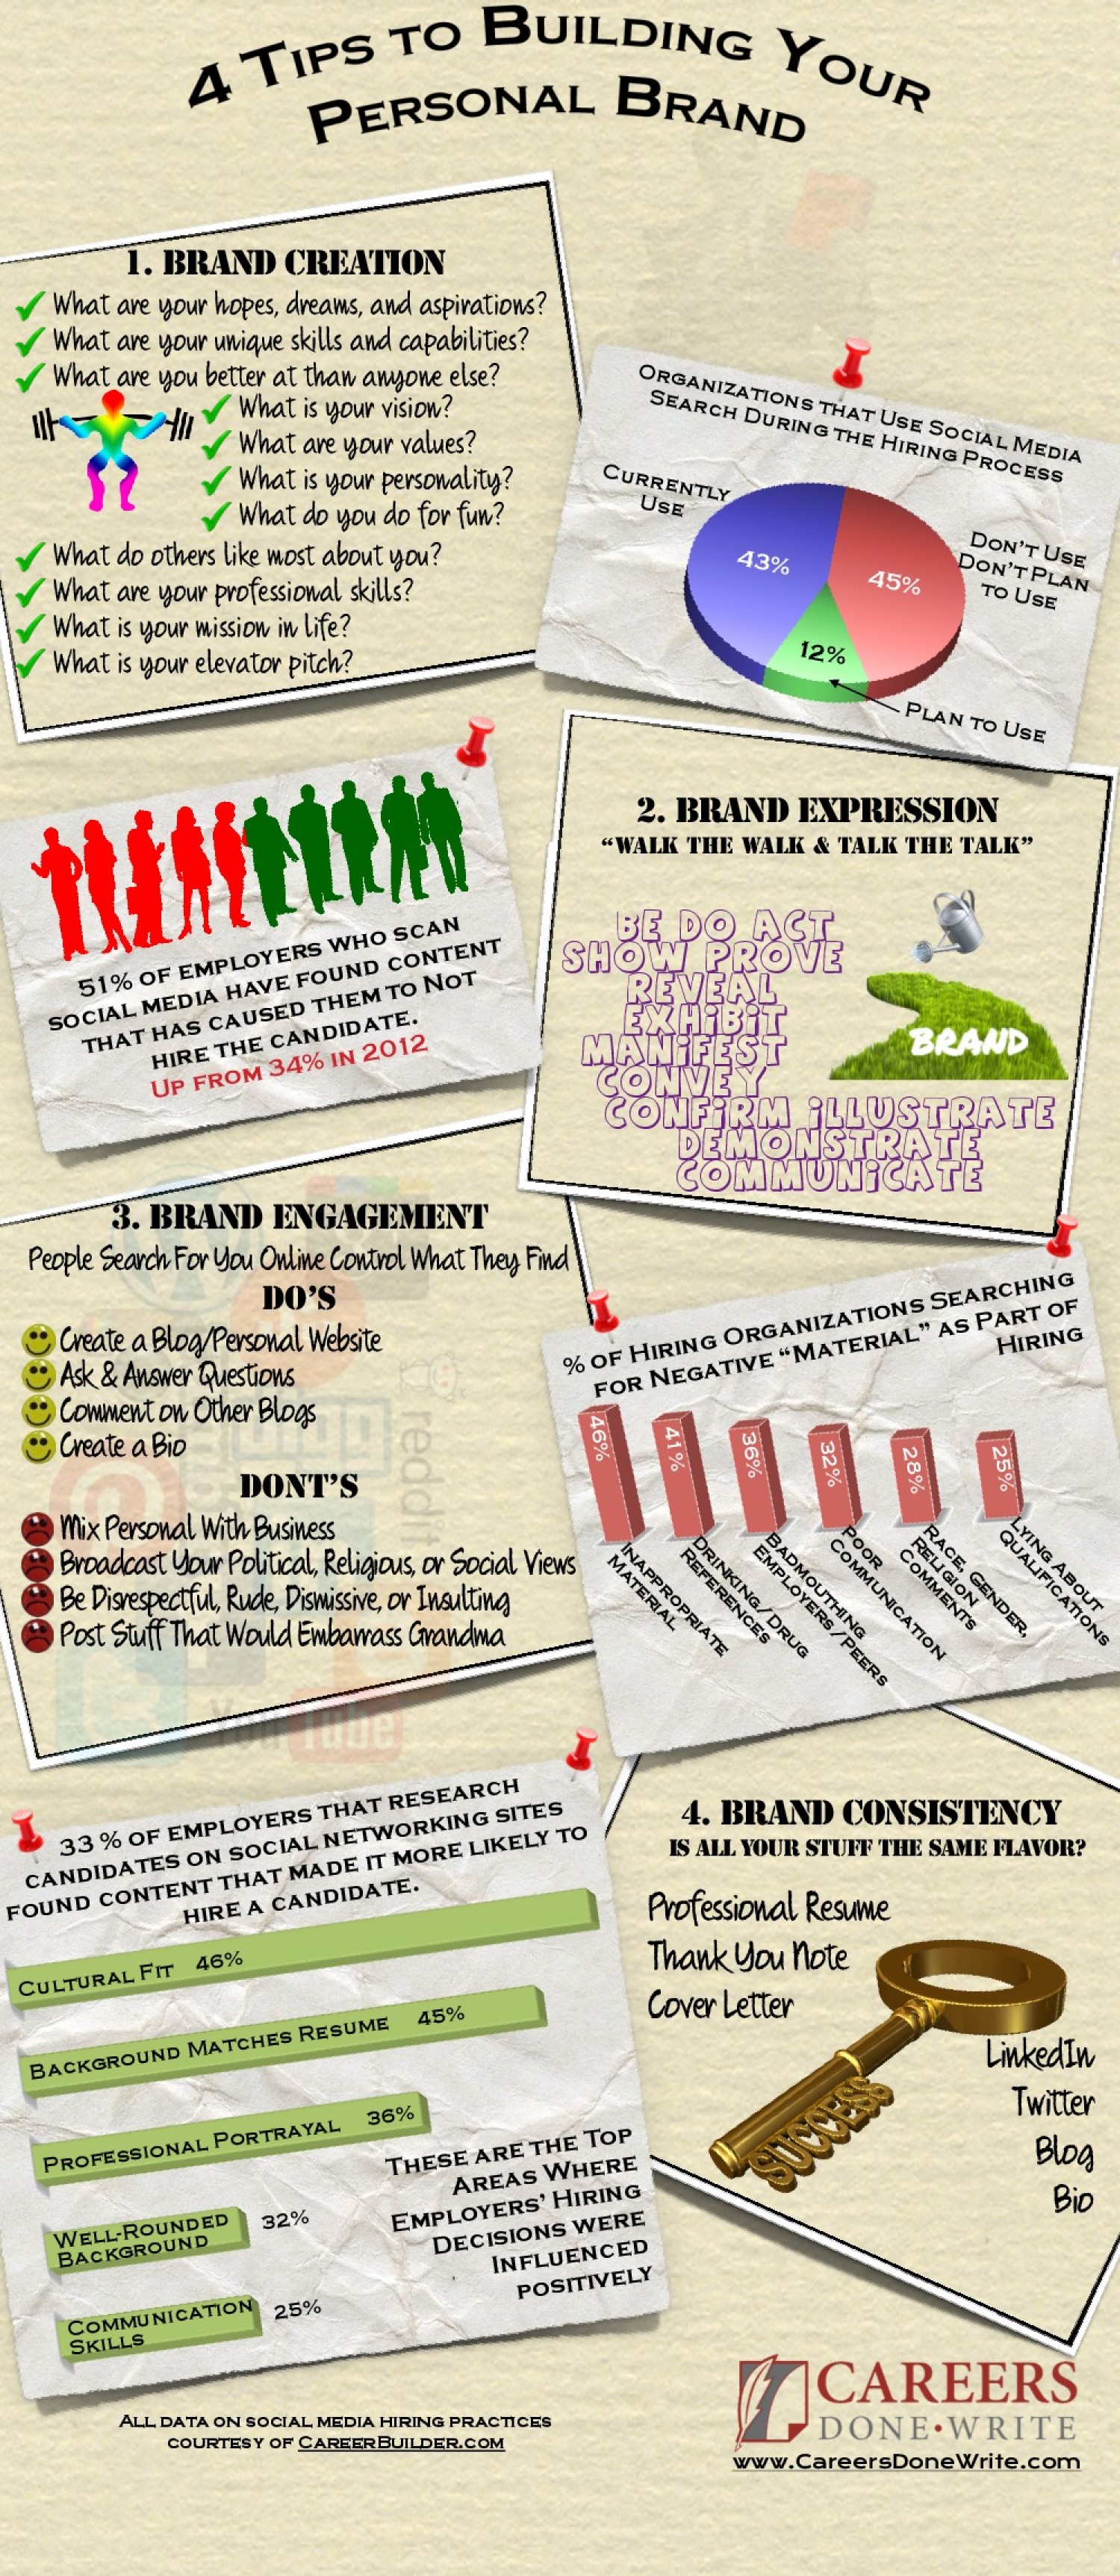 4 Tips to Building Your
Personal Brand
1. BRAND CREATION
What are your hopes, dreams, and aspirations?
What are your unique skills and capabilities?
What are you better at than anyone else?
What is your vision?
What are your values?
What is your personality?
What do you do for fun?
What do others like most about you?
What are your professional skills?
What is your mission in life?
What is your elevator pitch?
Organizations that Use Social Media
Search During the Hiring Process
Currently
Use
43%
45%
12%
Don't Use
Don't Plan
to Use
Plan to Use
51% of employers who scan
social media have found content
that has caused them to Not
hire the candidate.
Up from 34% in 2012
2. BRAND EXPRESSION
"WALK THE WALK & TALK THE TALK"
BE DO ACT
SHOW PROVE
REVEAL
EXHiBiT
MANiFEST
CONVEY
CONFiRM iLLUSTRATE
DEMONSTRATE
COMMUNiCATE
BRAND
3. BRAND ENGAGEMENT
People Search For You Online Control What They Find
DO'S
Create a Blog/Personal Website
Ask & Answer Questions
Comment on Other Blogs
Create a Bio
DONT'S
Mix Personal With Business
Broadcast Your Political, Religious, or Social Views
Be Disrespectful, Rude, Dismissive, or Insulting
Post Stuff That Would Embarrass Grandma
reddit
YouTube
% of Hiring Organizations Searching
for Negative "Material" as Part of
Hiring
46%
41%
36%
32%
28%
25%
Inappropriate
Material
Drinking/Drug
References
Badmouthing
Employers/Peers
Poor
Communication
Race, Gender,
Religion
Comments
Lying About
Qualifications
33 % of employers that research
candidates on social networking sites
found content that made it more likely to
hire a candidate.
Cultural Fit 46%
Background Matches Resume 45%
Professional Portrayal 36%
Well-Rounded
Background
32%
Communication
Skills
25%
These are the Top
Areas Where
Employers' Hiring
Decisions were
Influenced
positively
4. BRAND CONSISTENCY
IS ALL YOUR STUFF THE SAME FLAVOR?
Professional Resume
Thank You Note
Cover Letter
SUCCESS
LinkedIn
Twitter
Blog
Bio
All data on social media hiring practices
courtesy of CareerBuilder.com
CAREERS
DONE•WRITE
www.CareersDoneWrite.com